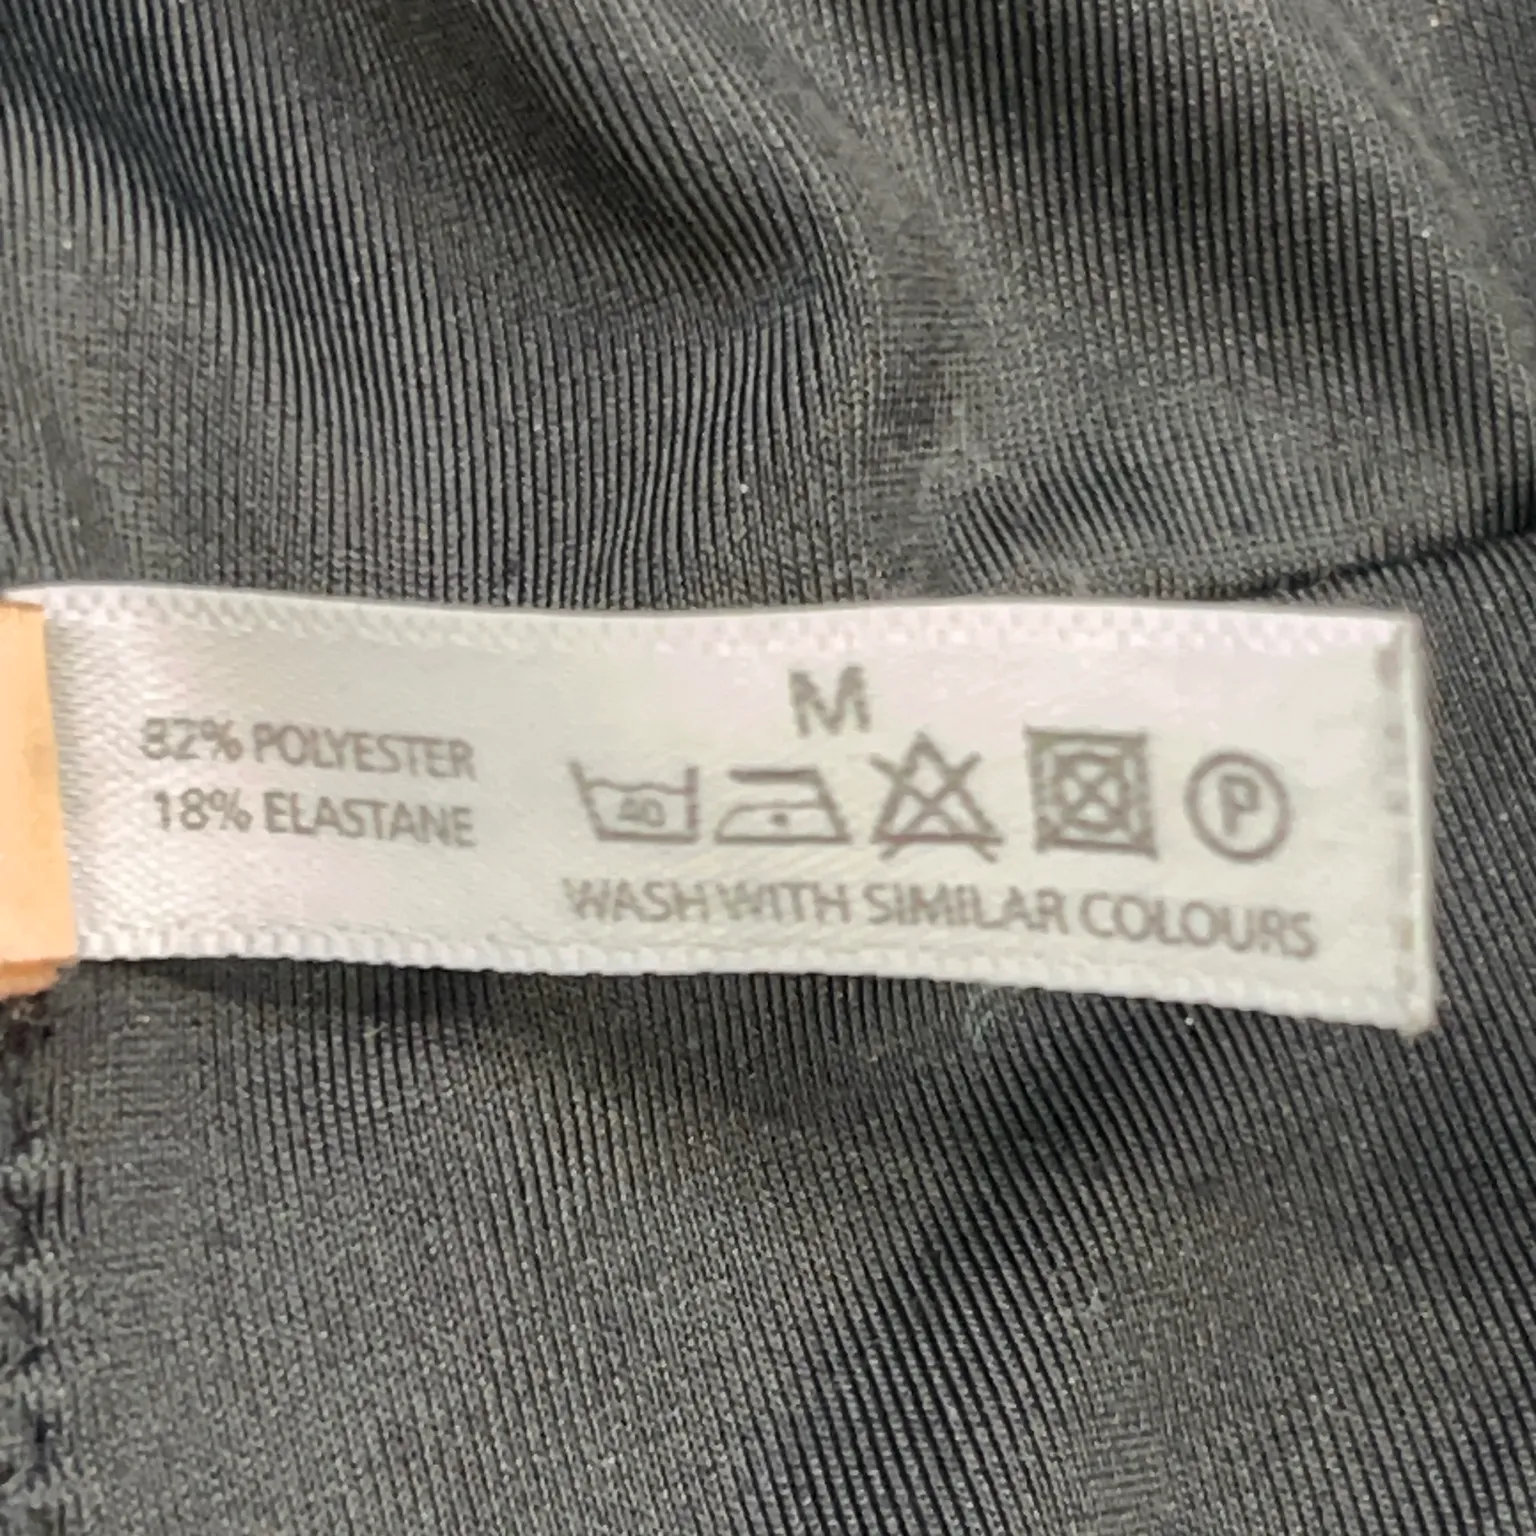 82% POLYESTER
18% ELASTANE
M
40
P
WASH WITH SIMILAR COLOURS